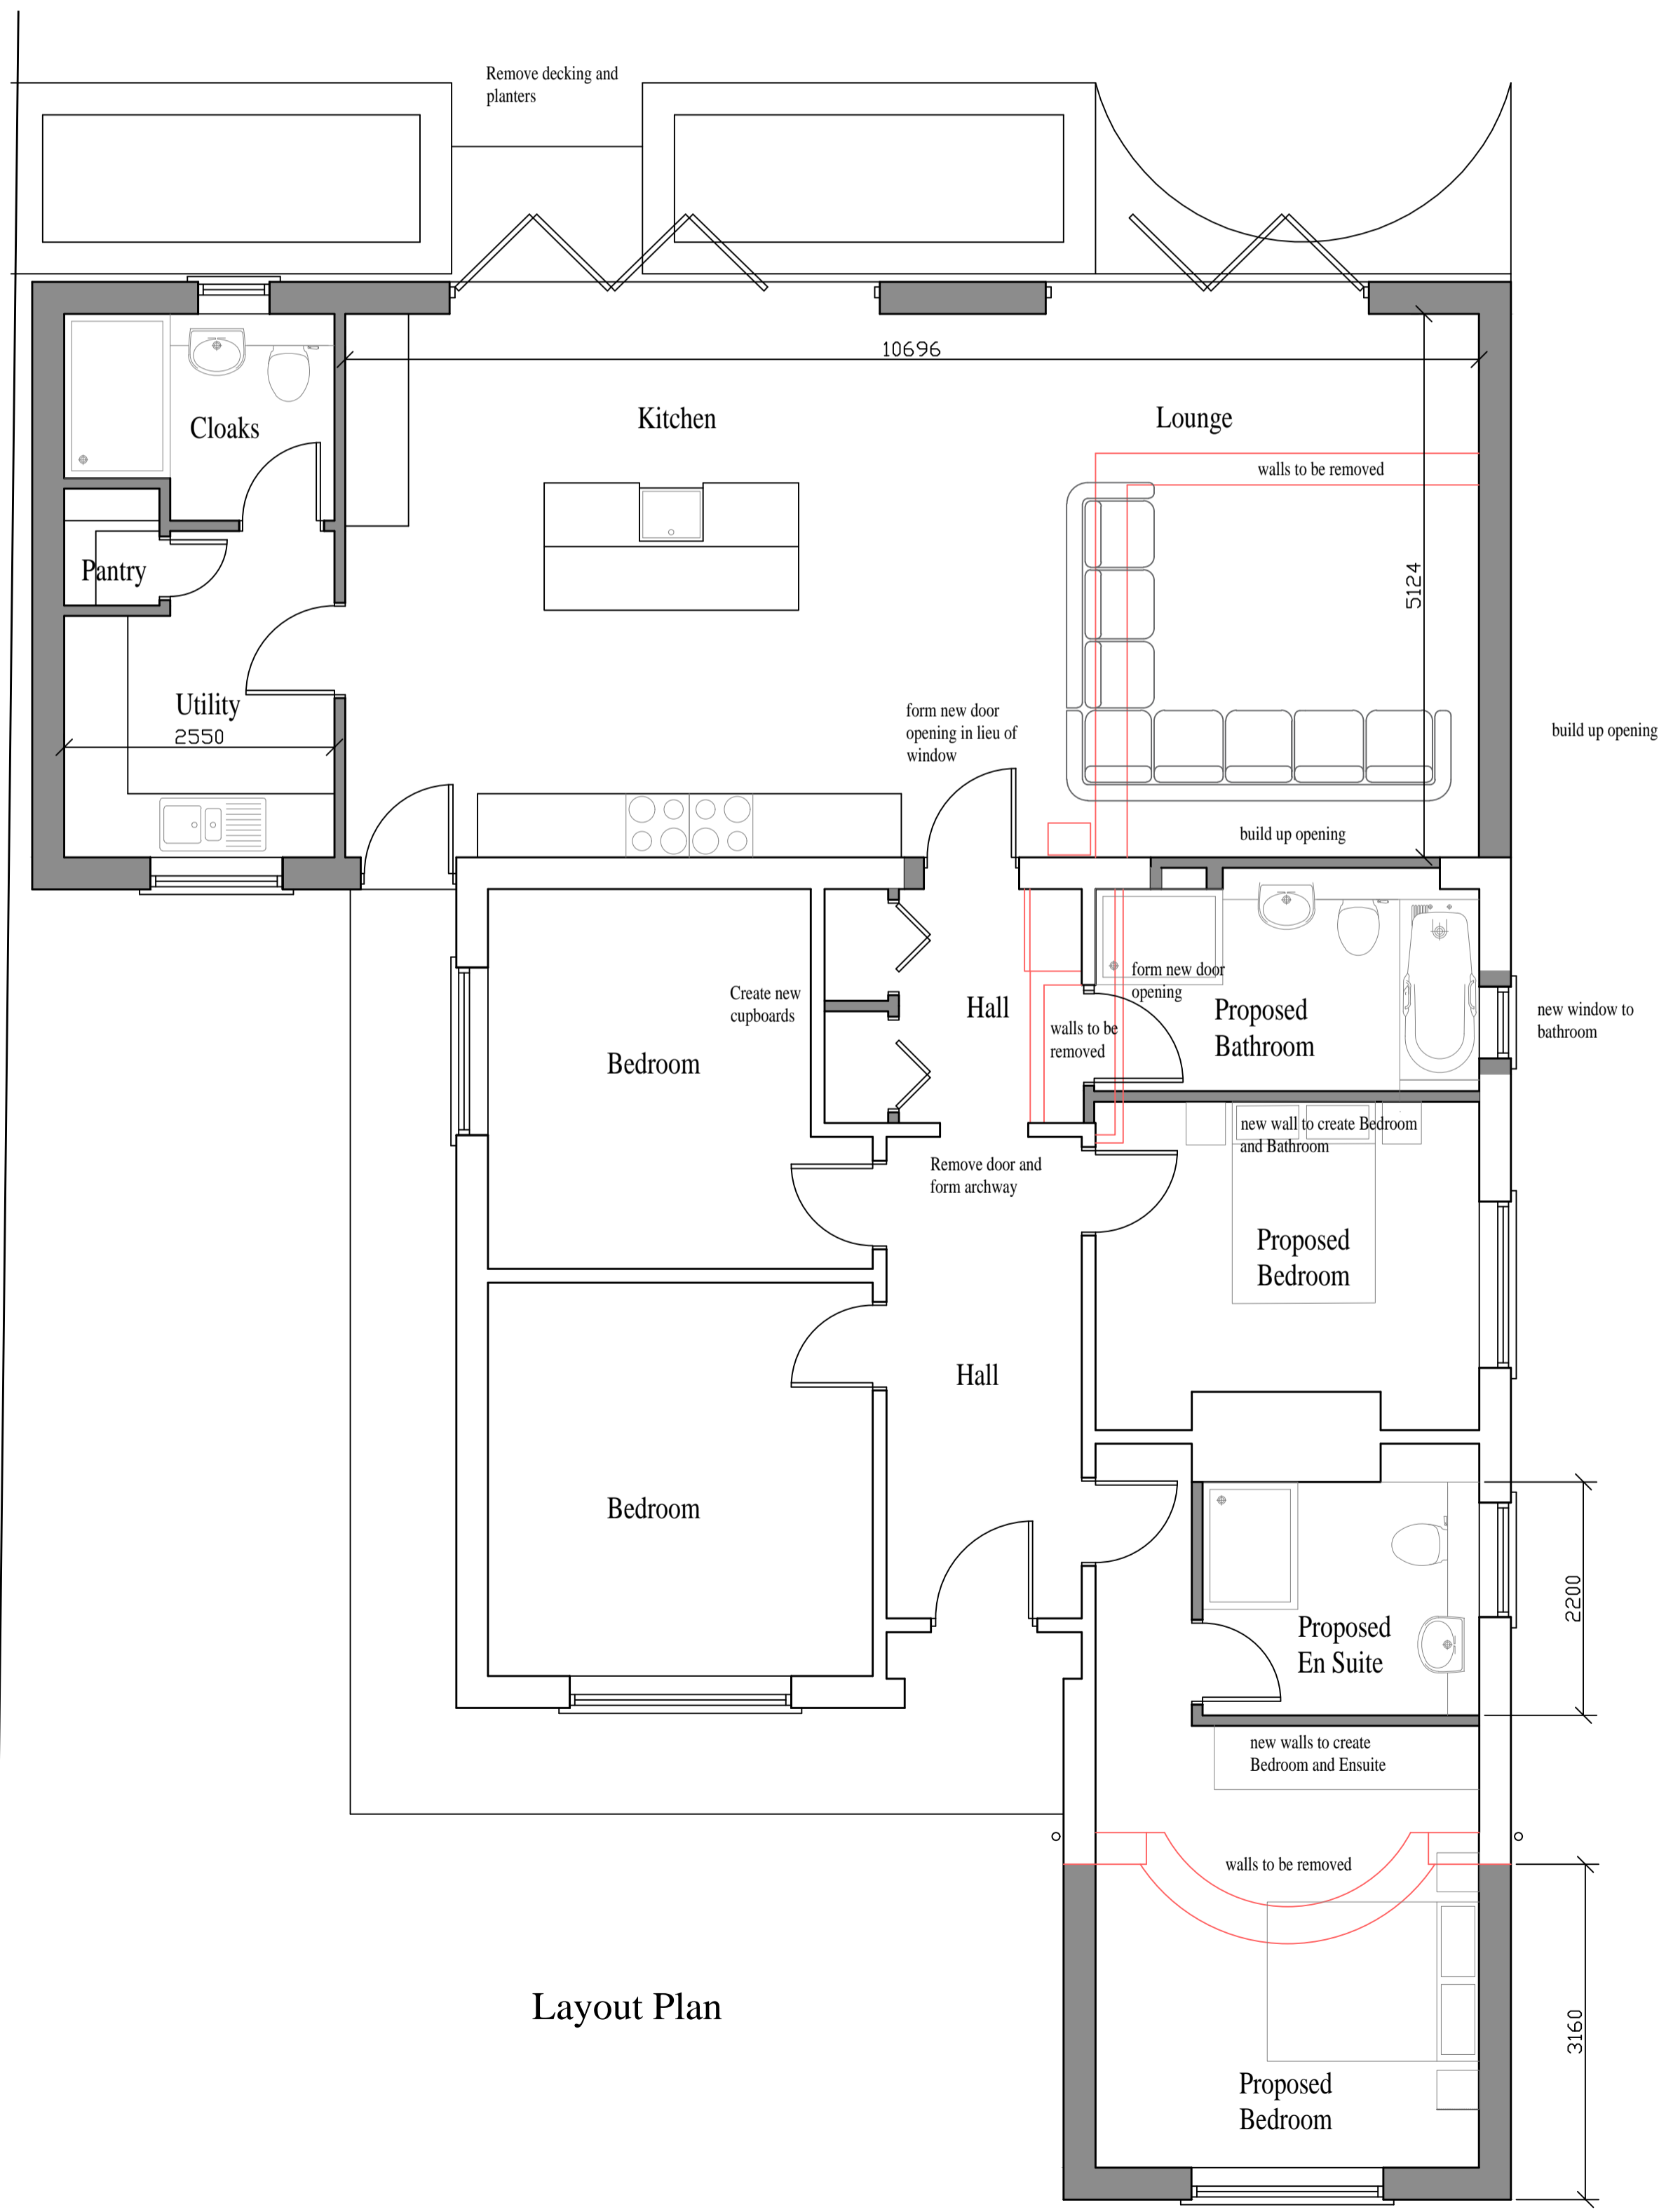 Remove decking and
planters
10696
Kitchen
Lounge
Cloaks
walls to be removed
Pantry
5124
Utility
2550
form new door
opening in lieu of
window
build up opening
build up opening
form new door
opening
Create new
cupboards
Hall
Proposed
Bathroom
new window to
bathroom
walls to be
removed
Bedroom
new wall to create Bedroom
and Bathroom
Remove door and
form archway
Proposed
Bedroom
Hall
Bedroom
2200
Proposed
En Suite
new walls to create
Bedroom and Ensuite
walls to be removed
Layout Plan
3160
Proposed
Bedroom